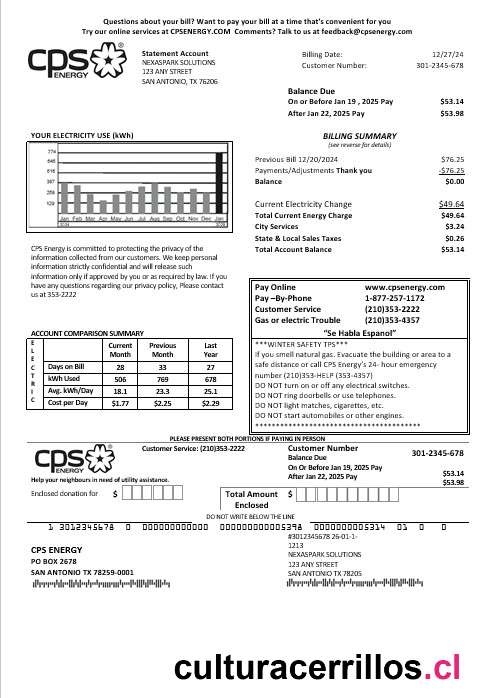 Questions about your bill? Want to pay your bill at a time that's convenient for you
Try our online services at CPSENERGY.COM Comments? Talk to us at feedback@cpsenergy.com
cps
ENERGY
Statement Account
NEXASPARK SOLUTIONS
123 ANY STREET
SAN ANTONIO, TX 76206
Billing Date: 12/27/24
Customer Number: 301-2345-678
Balance Due
On or Before Jan 19 , 2025 Pay $53.14
After Jan 22, 2025 Pay $53.98
YOUR ELECTRICITY USE (kWh)
774
645
516
387
258
129
Jan Feb Mar Apr May Jun Jul Aug Sep Oct Nov Dec Jan
BILLING SUMMARY
(see reverse for details)
Previous Bill 12/20/2024 $76.25
Payments/Adjustments Thank you -$76.25
Balance $0.00
Current Electricity Change $49.64
Total Current Energy Charge $49.64
City Services $3.24
State & Local Sales Taxes $0.26
Total Account Balance $53.14
CPS Energy is committed to protecting the privacy of the
information collected from our customers. We keep personal
information strictly confidential and will release such
information only if approved by you or as required by law. If you
have any questions regarding our privacy policy, Please contact
us at 353-2222
Pay Online www.cpsenergy.com
Pay –By-Phone 1-877-257-1172
Customer Service (210)353-2222
Gas or electric Trouble (210)353-4357
“Se Habla Espanol”
***WINTER SAFETY TPS***
If you smell natural gas. Evacuate the building or area to a
safe distance or call CPS Energy's 24- hour emergency
number (210)353-HELP (353-4357)
DO NOT turn on or off any electrical switches.
DO NOT ring doorbells or use telephones.
DO NOT light matches, cigarettes, etc.
DO NOT start automobiles or other engines.
ACCOUNT COMPARISON SUMMARY
ELECTRIC
Current Month Previous Month Last Year
Days on Bill 28 33 27
kWh Used 506 769 678
Avg. kWh/Day 18.1 23.3 25.1
Cost per Day $1.77 $2.25 $2.29
PLEASE PRESENT BOTH PORTIONS IF PAYING IN PERSON
cps
ENERGY
Customer Service: (210)353-2222
Customer Number 301-2345-678
Balance Due
On Or Before Jan 19, 2025 Pay $53.14
After Jan 22, 2025 Pay $53.98
Help your neighbours in need of utility assistance.
Enclosed donation for $
Total Amount Enclosed $
DO NOT WRITE BELOW THE LINE
CPS ENERGY
PO BOX 2678
SAN ANTONIO TX 78259-0001
#3012345678 26-01-1-
1213
NEXASPARK SOLUTIONS
123 ANY STREET
SAN ANTONIO TX 78205
culturacerrillos.cl